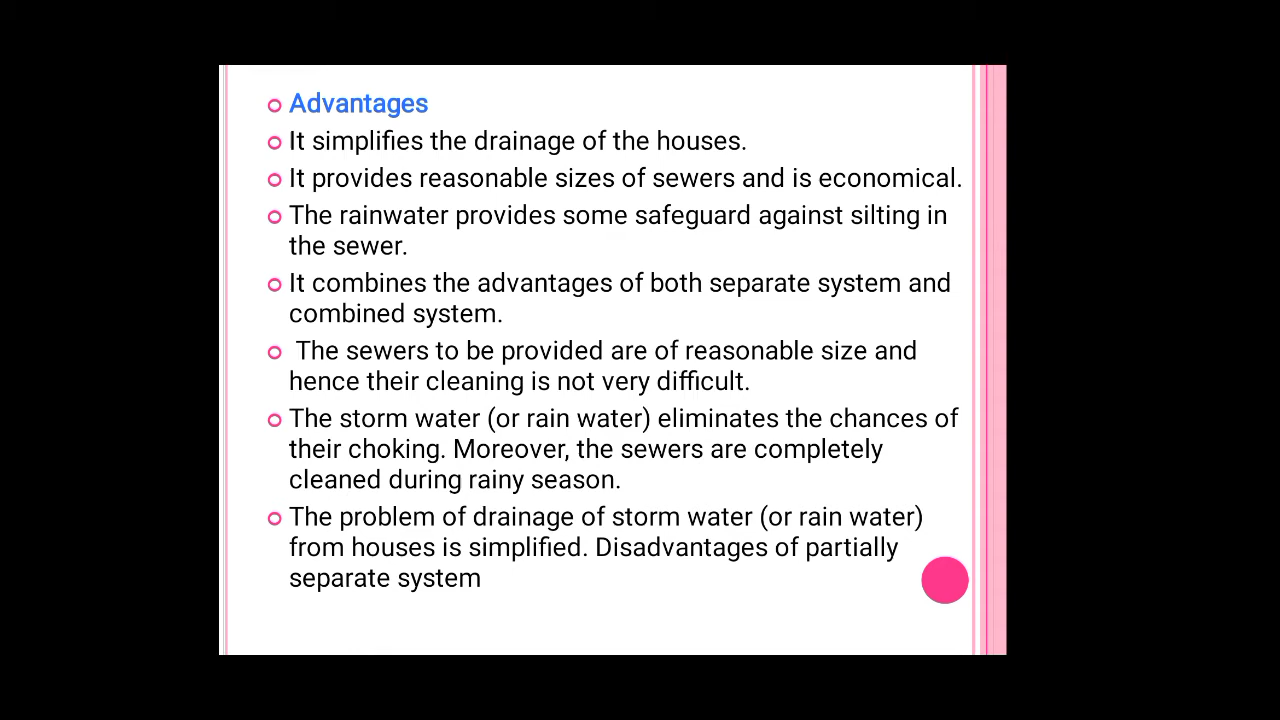 Advantages
It simplifies the drainage of the houses.
It provides reasonable sizes of sewers and is economical.
The rainwater provides some safeguard against silting in
the sewer.
It combines the advantages of both separate system and
combined system.
The sewers to be provided are of reasonable size and
hence their cleaning is not very difficult.
The storm water (or rain water) eliminates the chances of
their choking. Moreover, the sewers are completely
cleaned during rainy season.
The problem of drainage of storm water (or rain water)
from houses is simplified. Disadvantages of partially
separate system